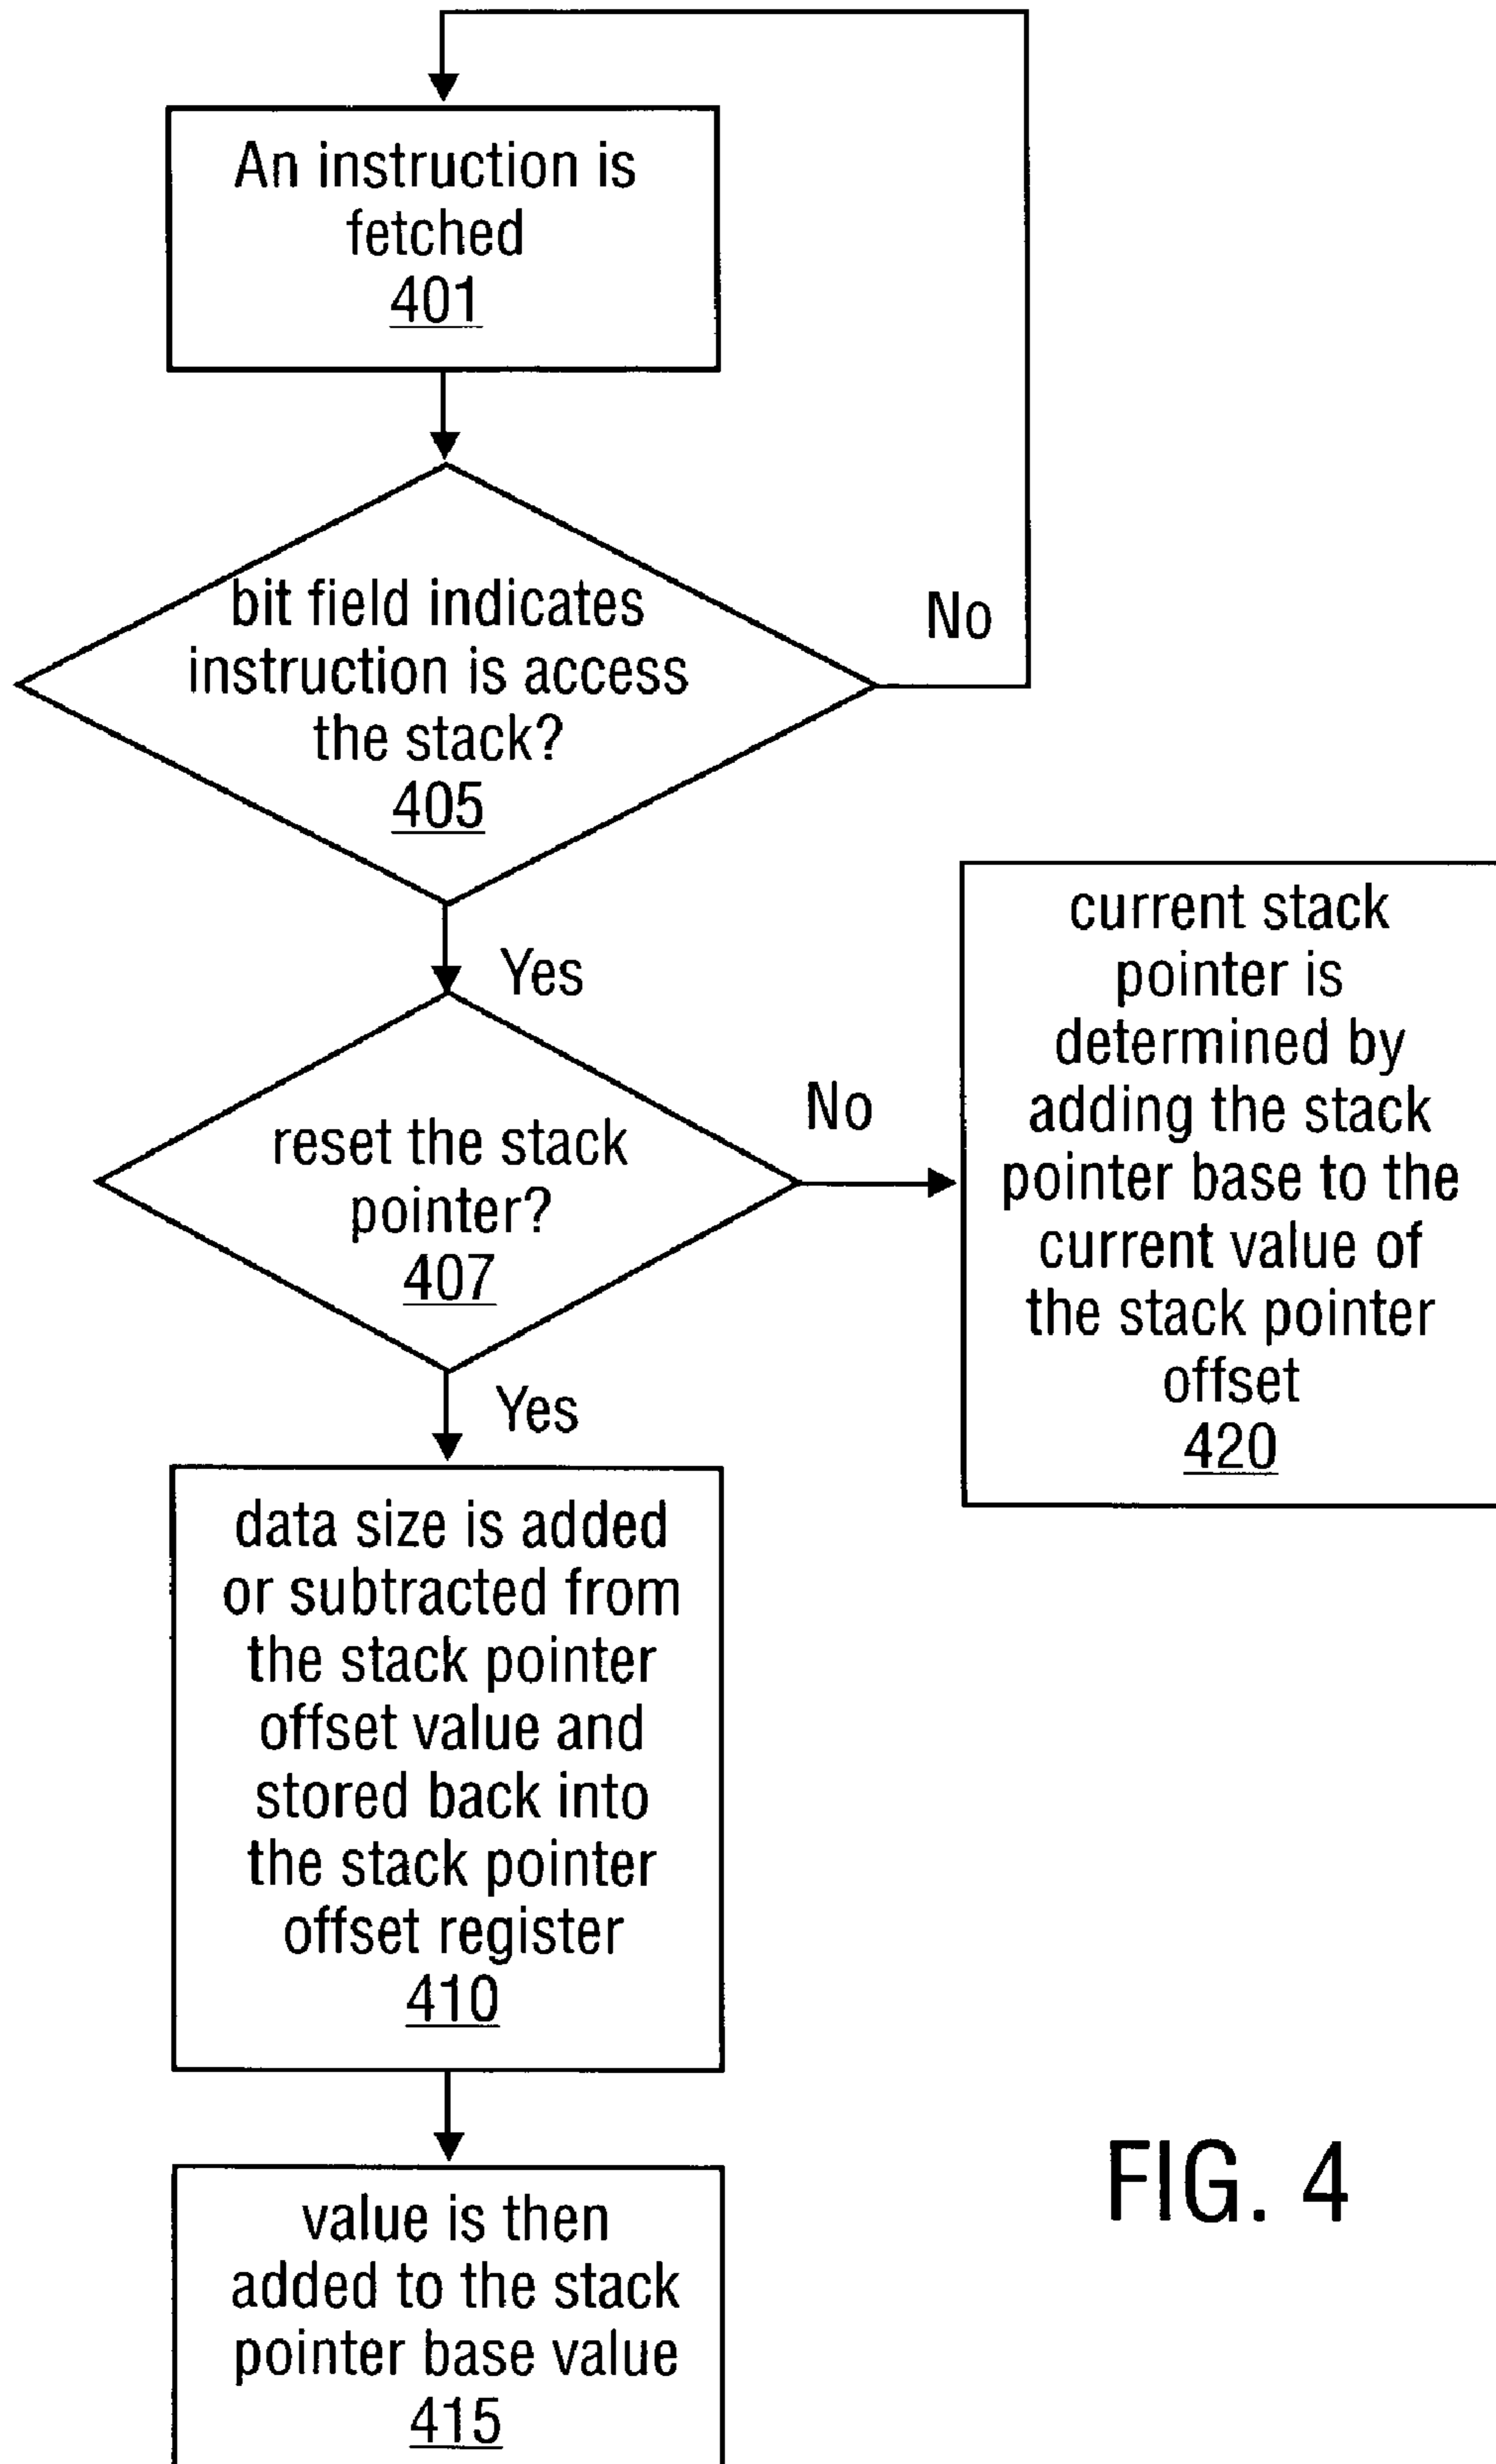 An instruction is
fetched
401
bit field indicates
instruction is access
the stack?
405
No
Yes
reset the stack
pointer?
407
No
current stack
pointer is
determined by
adding the stack
pointer base to the
current value of
the stack pointer
offset
420
Yes
data size is added
or subtracted from
the stack pointer
offset value and
stored back into
the stack pointer
offset register
410
value is then
added to the stack
pointer base value
415
FIG. 4